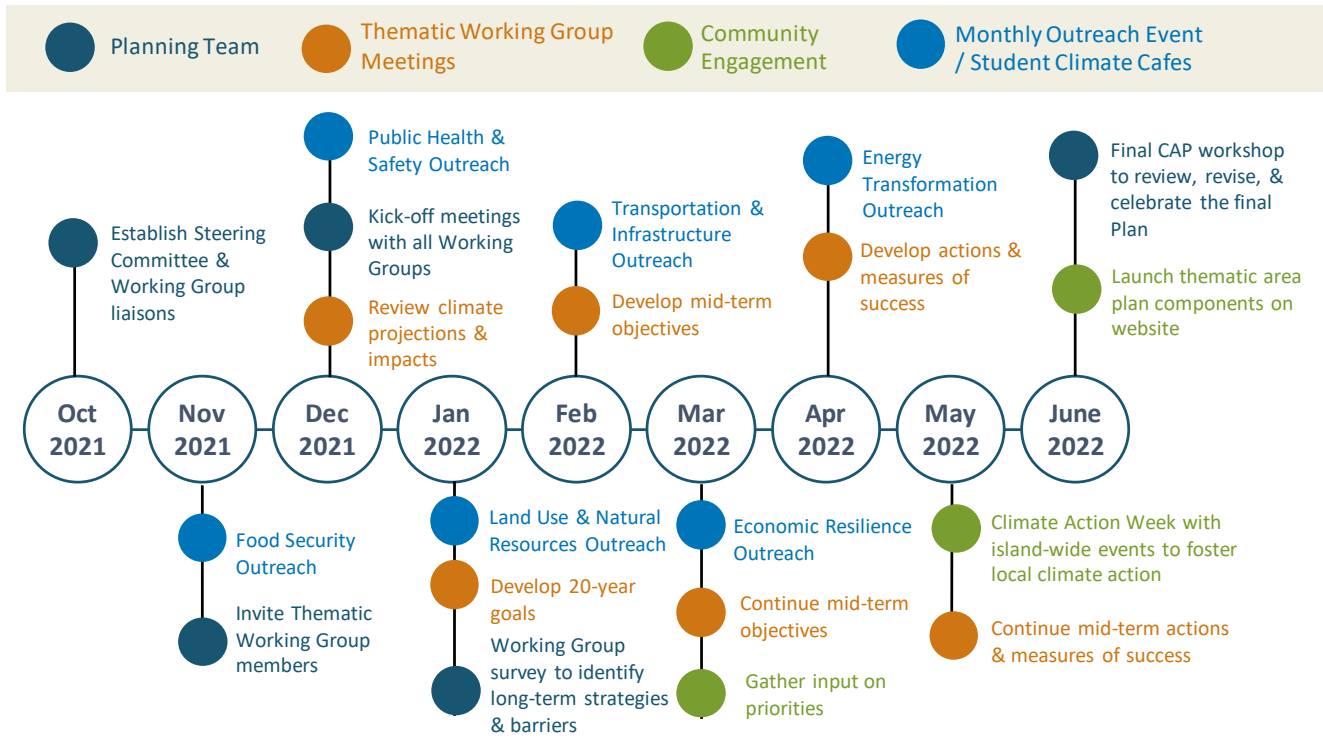 Planning Team
Thematic Working Group
Meetings
Community
Engagement
Monthly Outreach Event
/ Student Climate Cafes
Establish Steering
Committee &
Working Group
liaisons
Public Health &
Safety Outreach
Kick-off meetings
with all Working
Groups
Review climate
projections &
impacts
Transportation &
Infrastructure
Outreach
Develop mid-term
objectives
Energy
Transformation
Outreach
Develop actions &
measures of
success
Final CAP workshop
to review, revise, &
celebrate the final
Plan
Launch thematic area
plan components on
website
Oct
2021
Nov
2021
Dec
2021
Jan
2022
Feb
2022
Mar
2022
Apr
2022
May
2022
June
2022
Food Security
Outreach
Invite Thematic
Working Group
members
Land Use & Natural
Resources Outreach
Develop 20-year
goals
Working Group
survey to identify
long-term strategies
& barriers
Economic Resilience
Outreach
Continue mid-term
objectives
Gather input on
priorities
Climate Action Week with
island-wide events to foster
local climate action
Continue mid-term actions
& measures of success